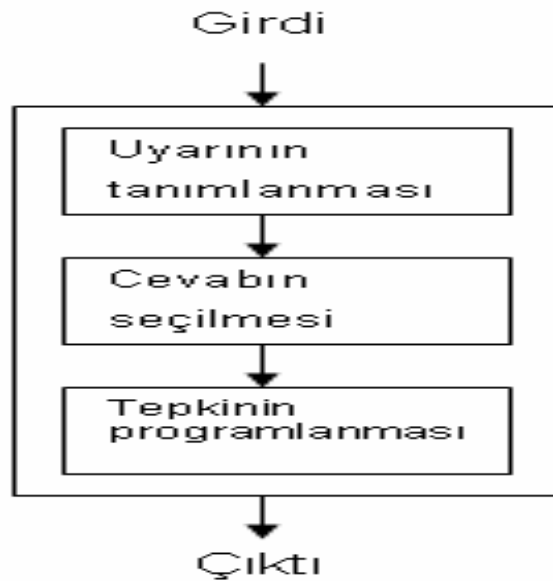 Girdi
Uyarının
tanımlanması
Cevabın
seçilmesi
Tepkinin
programlanması
Çıktı